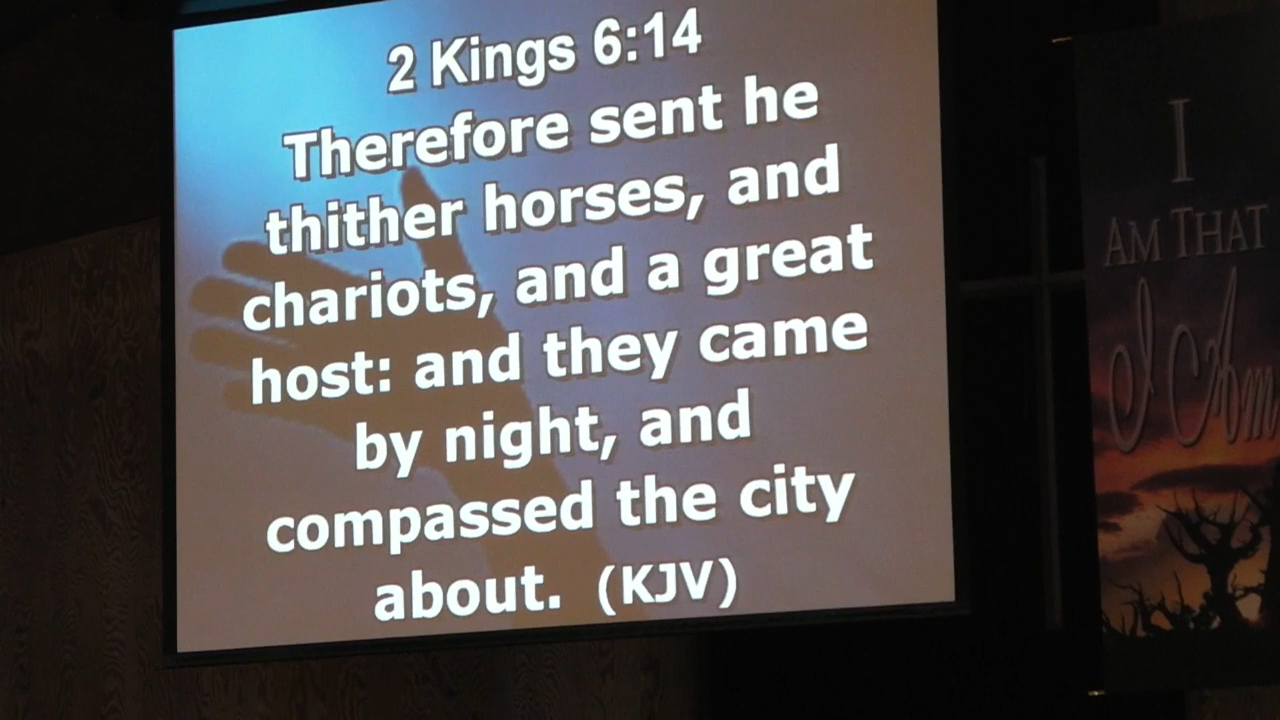 2 Kings 6:14
Therefore sent he
thither horses, and
chariots, and a great
host: and they came
by night, and
compassed the city
about. (KJV)
I
AM THAT
I Am